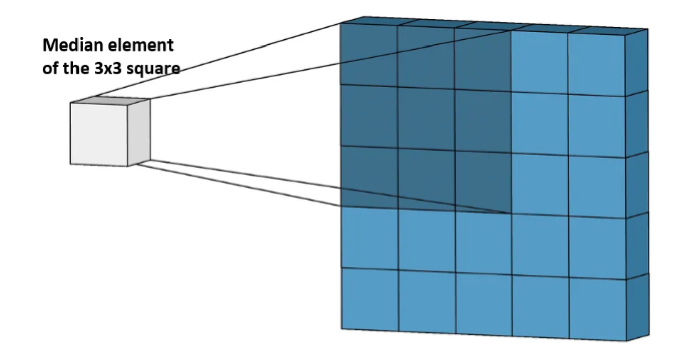 Median element
of the 3x3 square